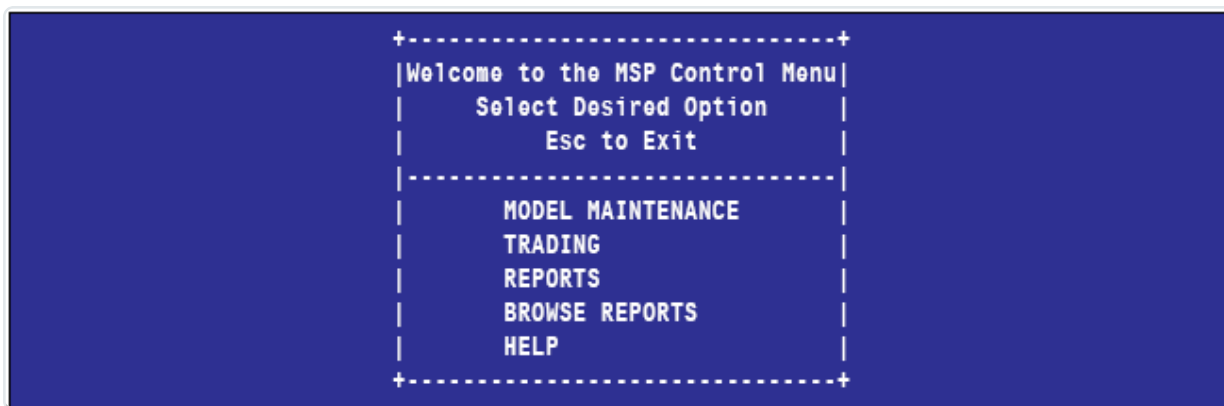 +-------------------------------+
|Welcome to the MSP Control Menu|
|     Select Desired Option     |
|          Esc to Exit          |
|-------------------------------|
|       MODEL MAINTENANCE       |
|       TRADING                 |
|       REPORTS                 |
|       BROWSE REPORTS          |
|       HELP                    |
+-------------------------------+